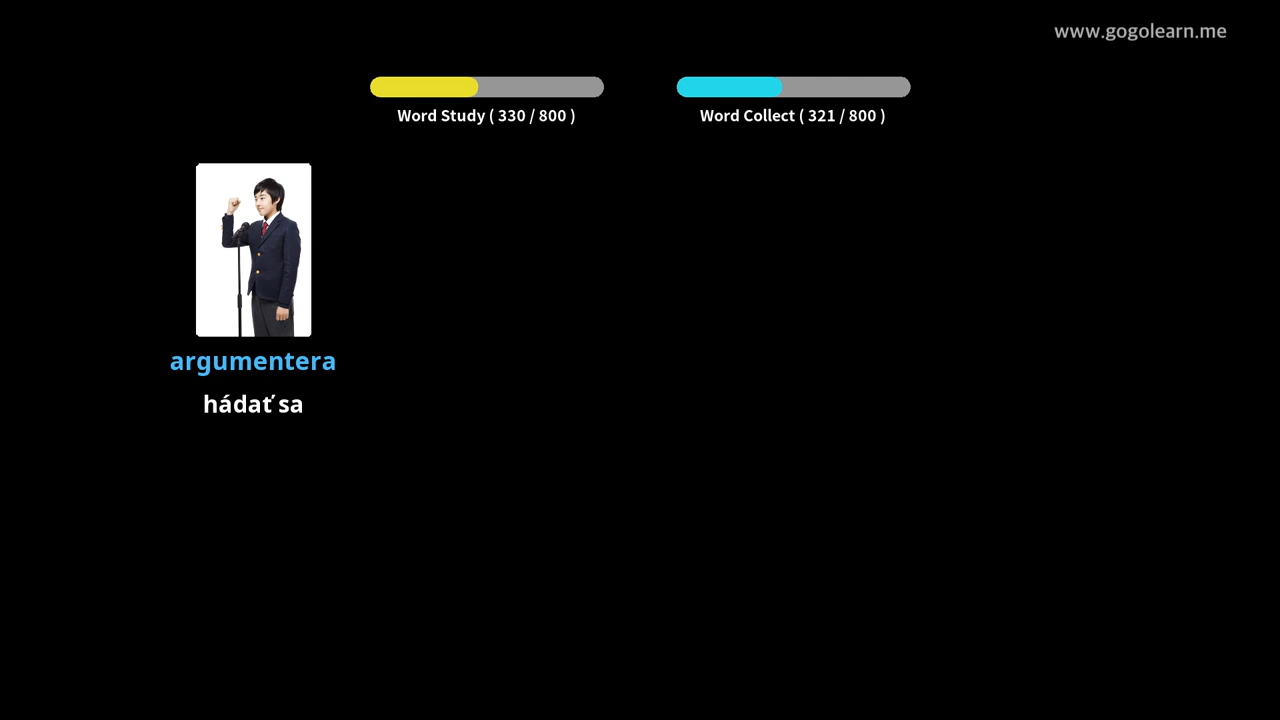 www.gogolearn.me
Word Study ( 330 / 800 )
Word Collect ( 321 / 800 )
argumentera
hádať sa